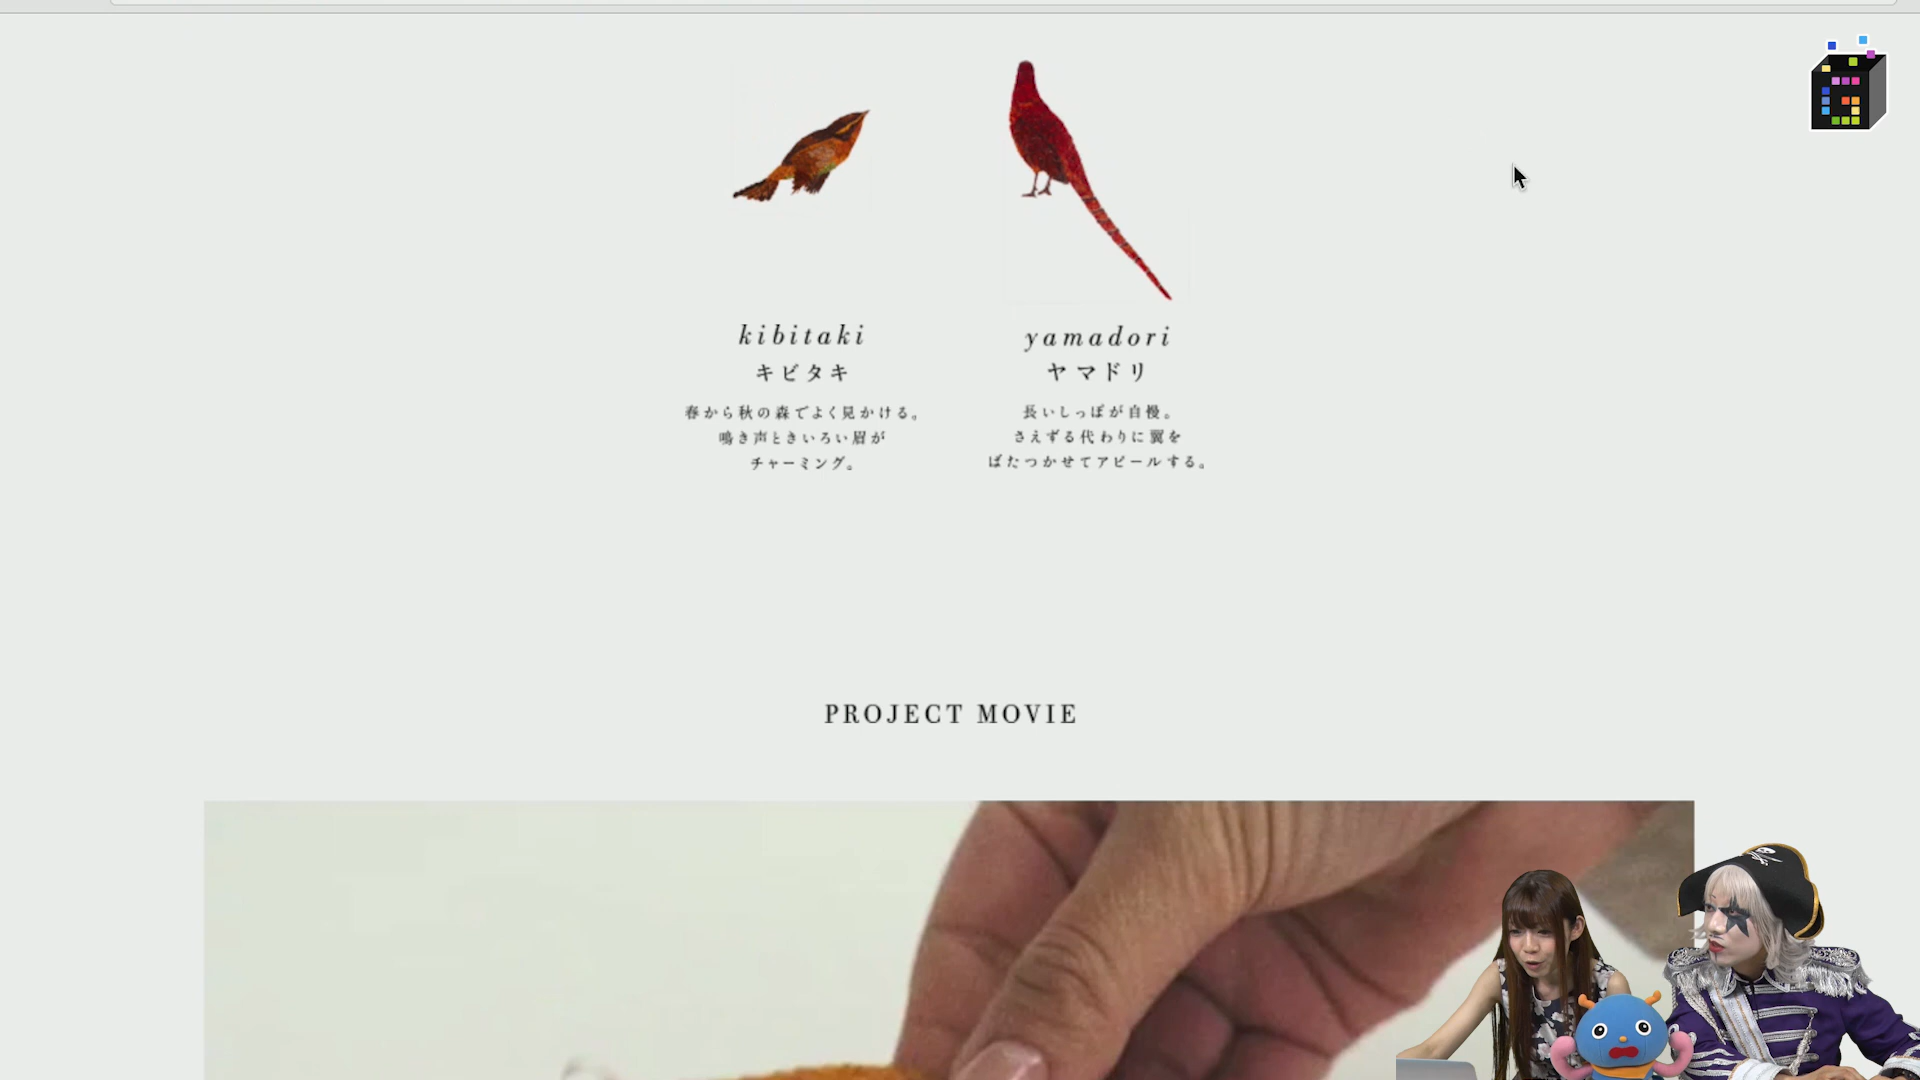 kibitaki
キビタキ
春から秋の森でよく見かける。
鳴き声ときいろい眉が
チャーミング。
yamadori
ヤマドリ
長いしっぽが自慢。
さえずる代わりに翼を
ばたつかせてアピールする。
PROJECT MOVIE
G